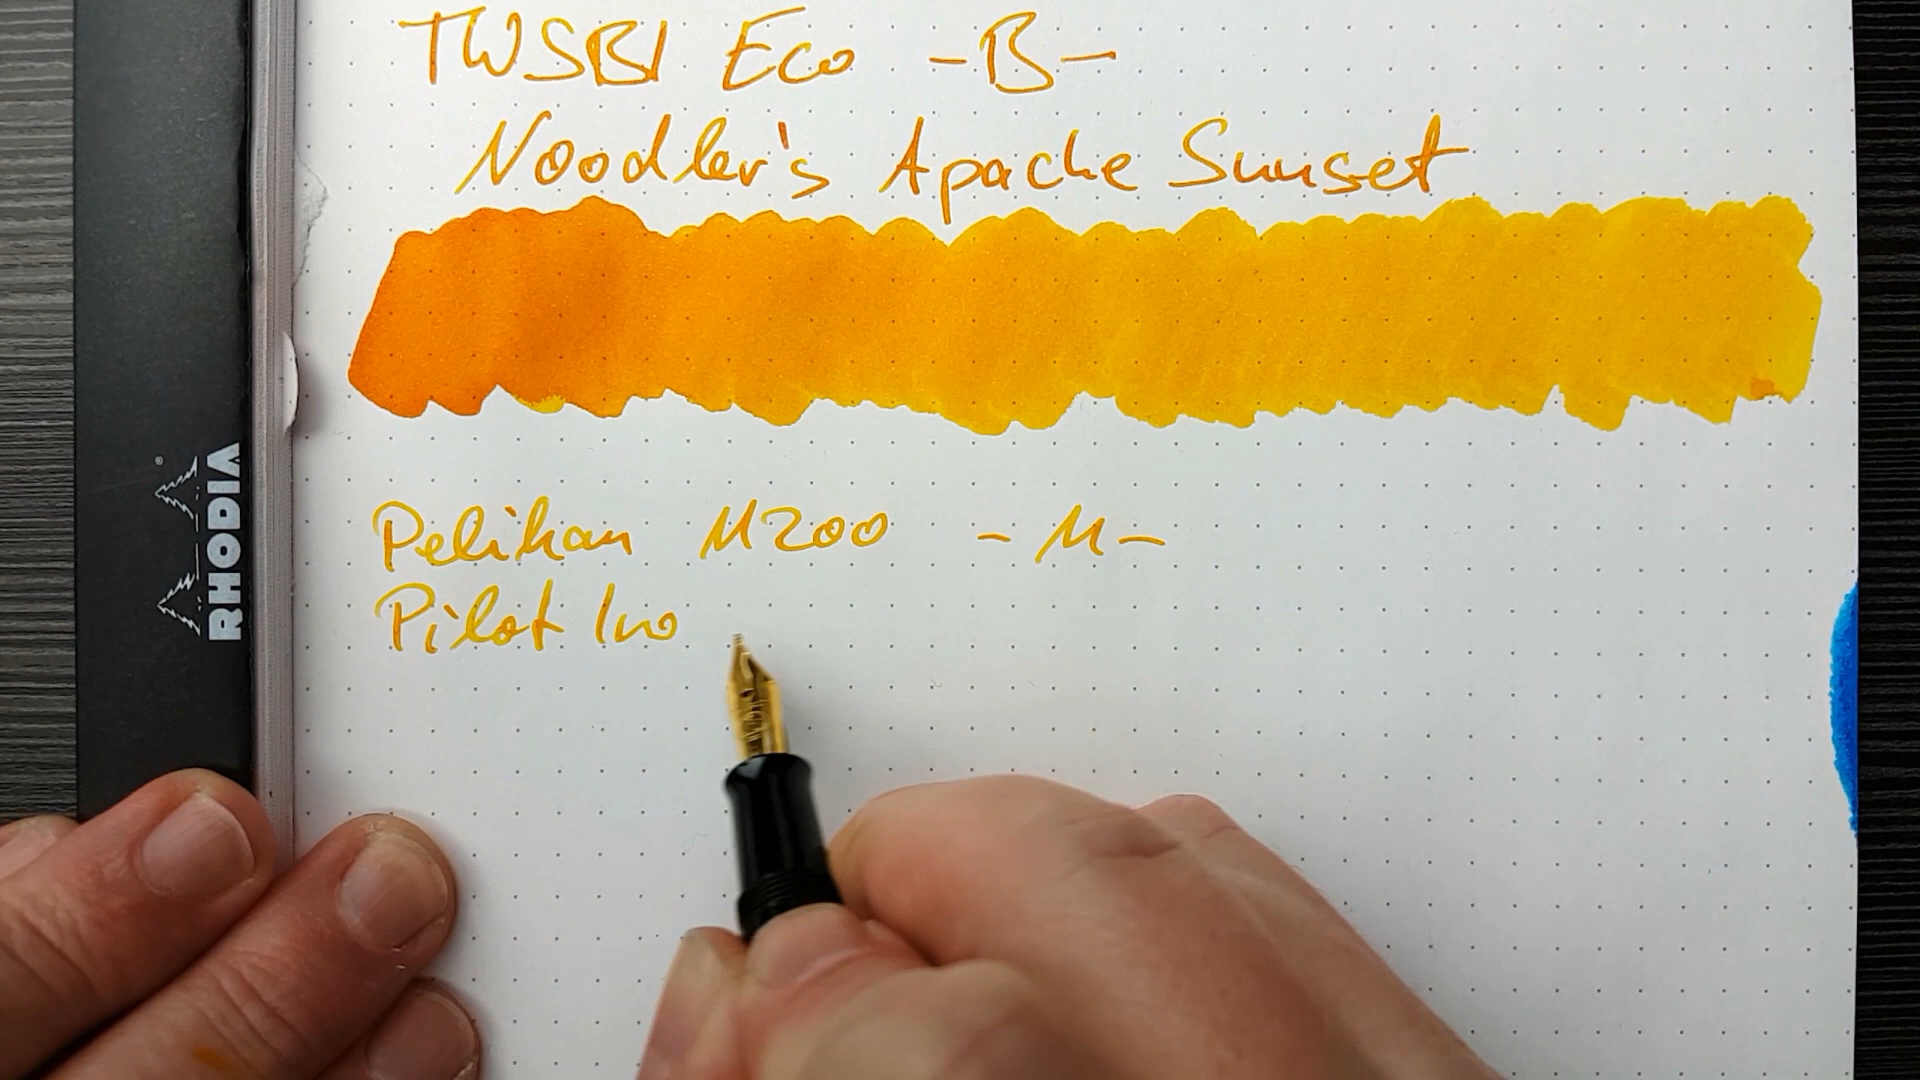 TWSBI Eco -B-
Noodler's Apache Sunset
Pelikan M200 -M-
Pilot Iro
RHODIA